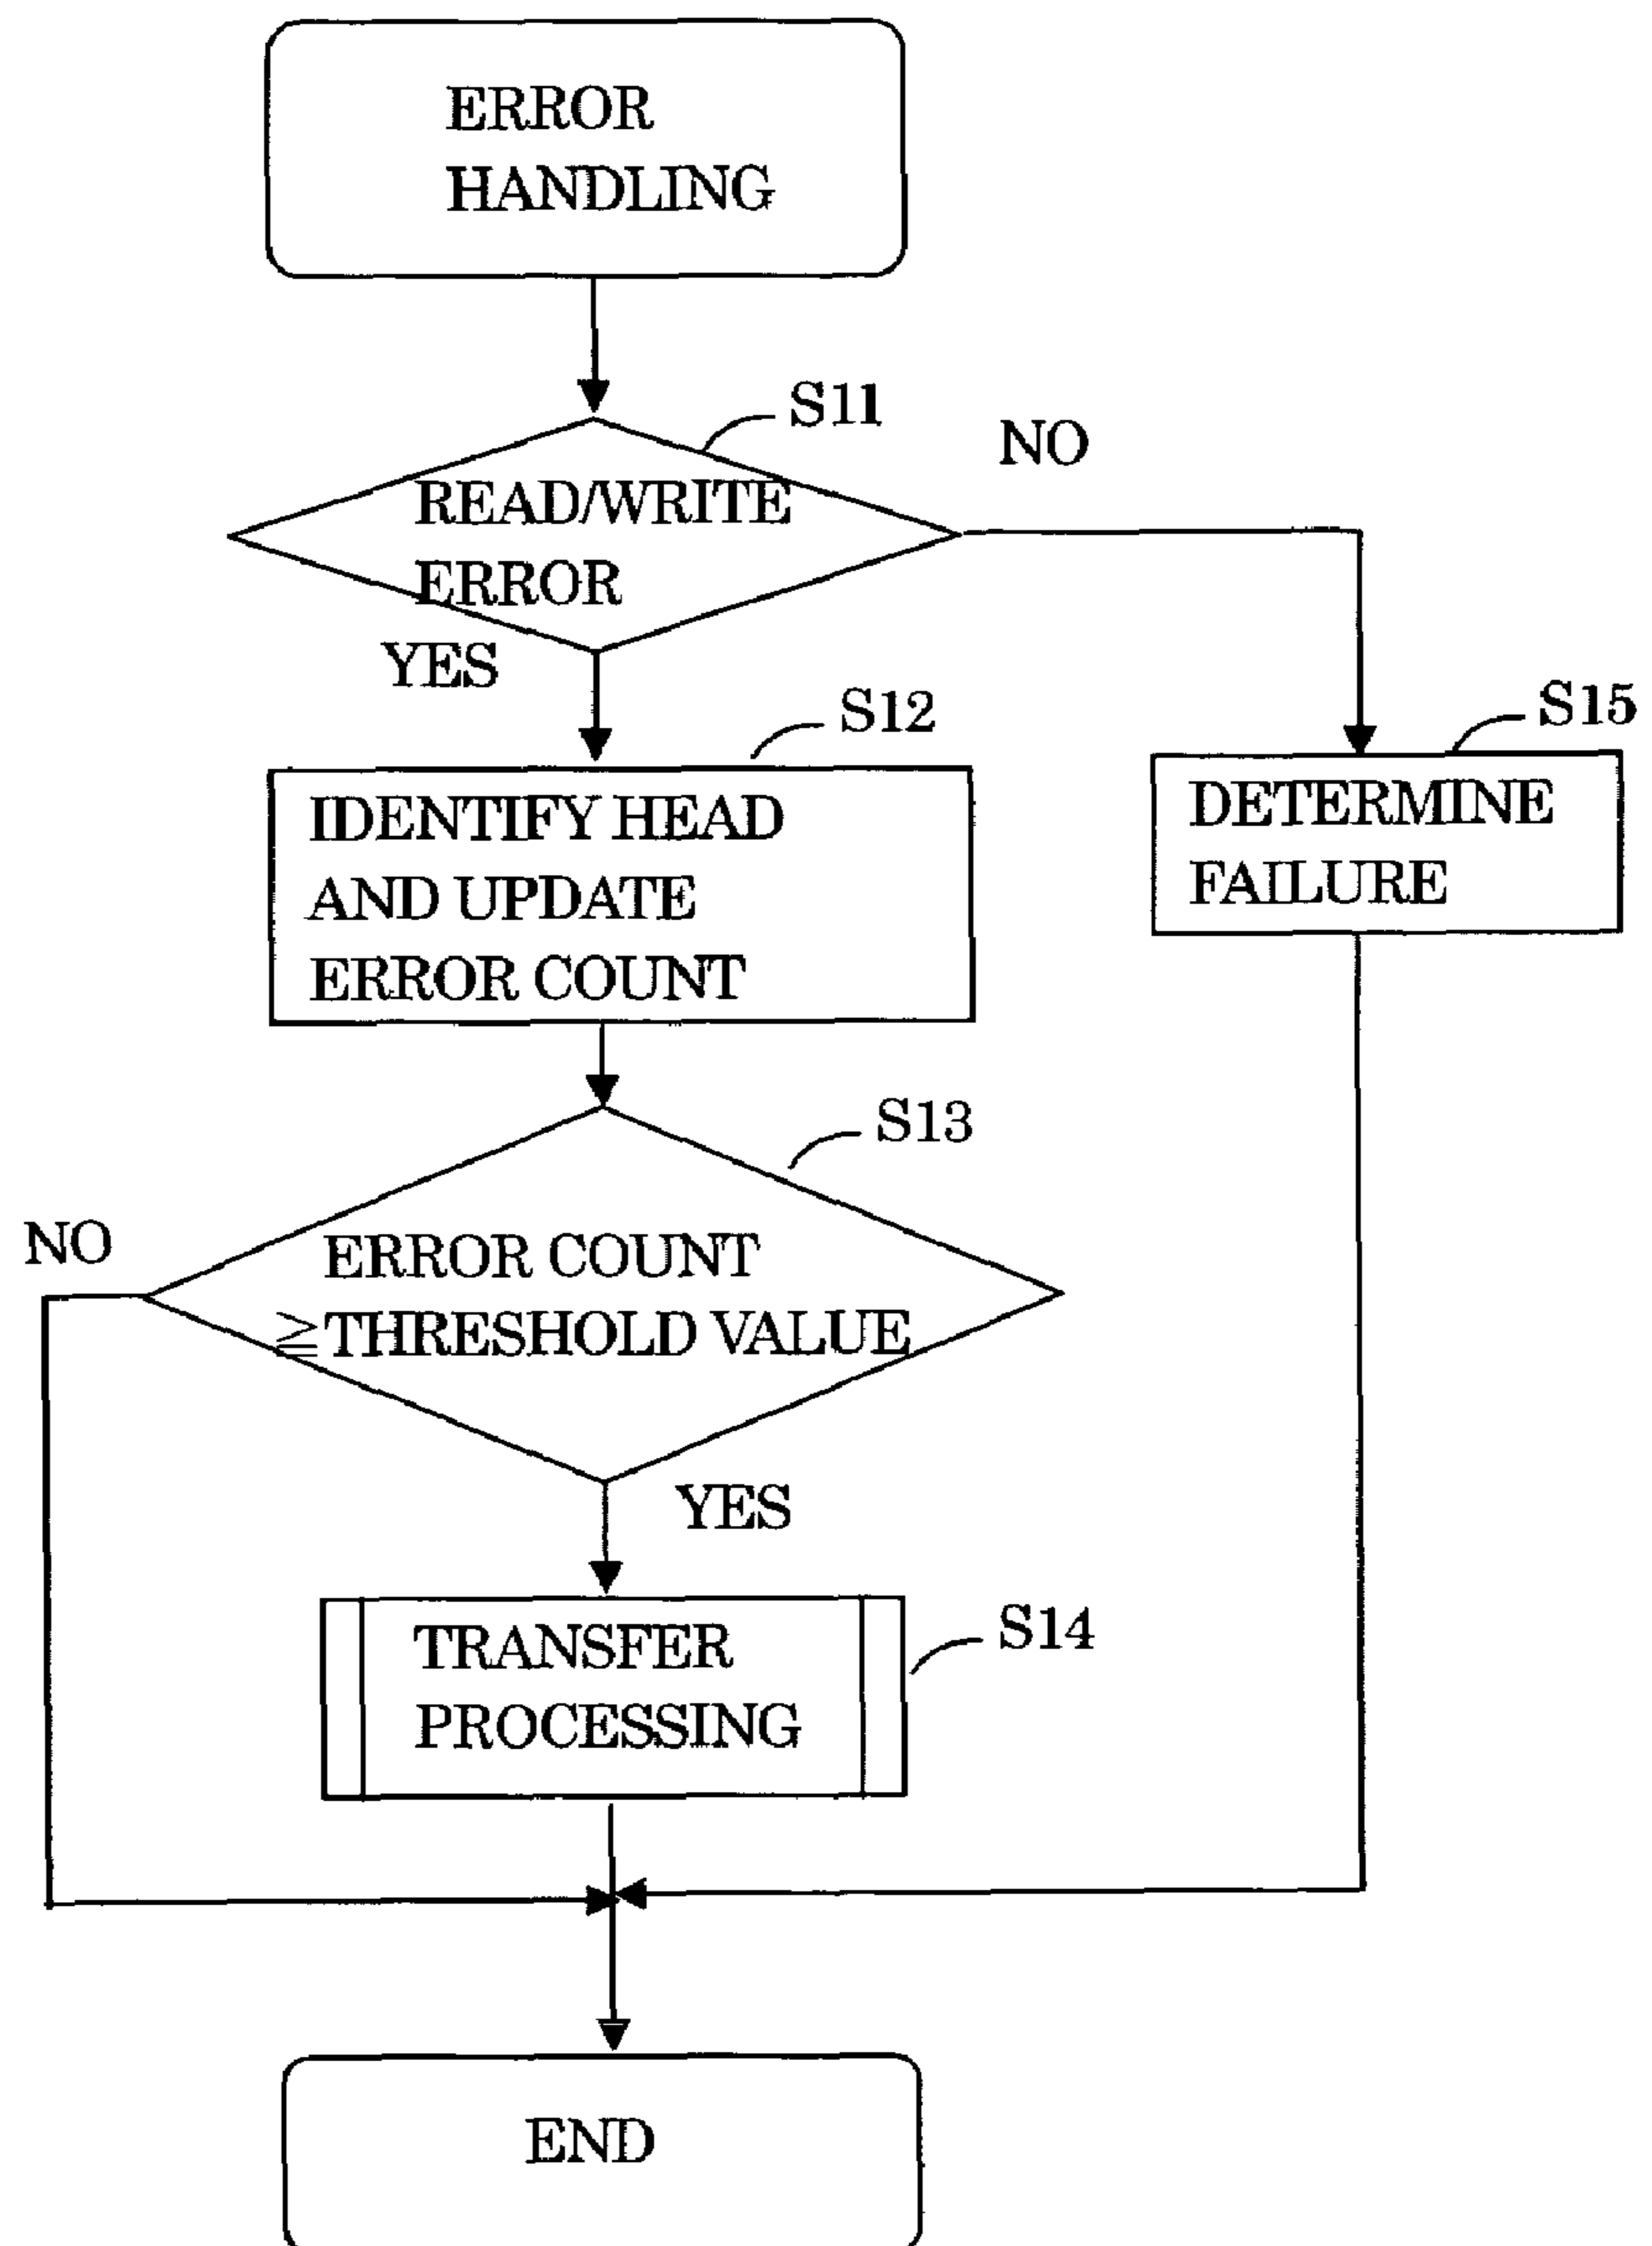 ERROR
HANDLING
S11
NO
READ/WRITE
ERROR
YES
S12
S15
IDENTIFY HEAD
AND UPDATE
ERROR COUNT
DETERMINE
FAILURE
S13
NO
ERROR COUNT
≧THRESHOLD VALUE
YES
S14
TRANSFER
PROCESSING
END